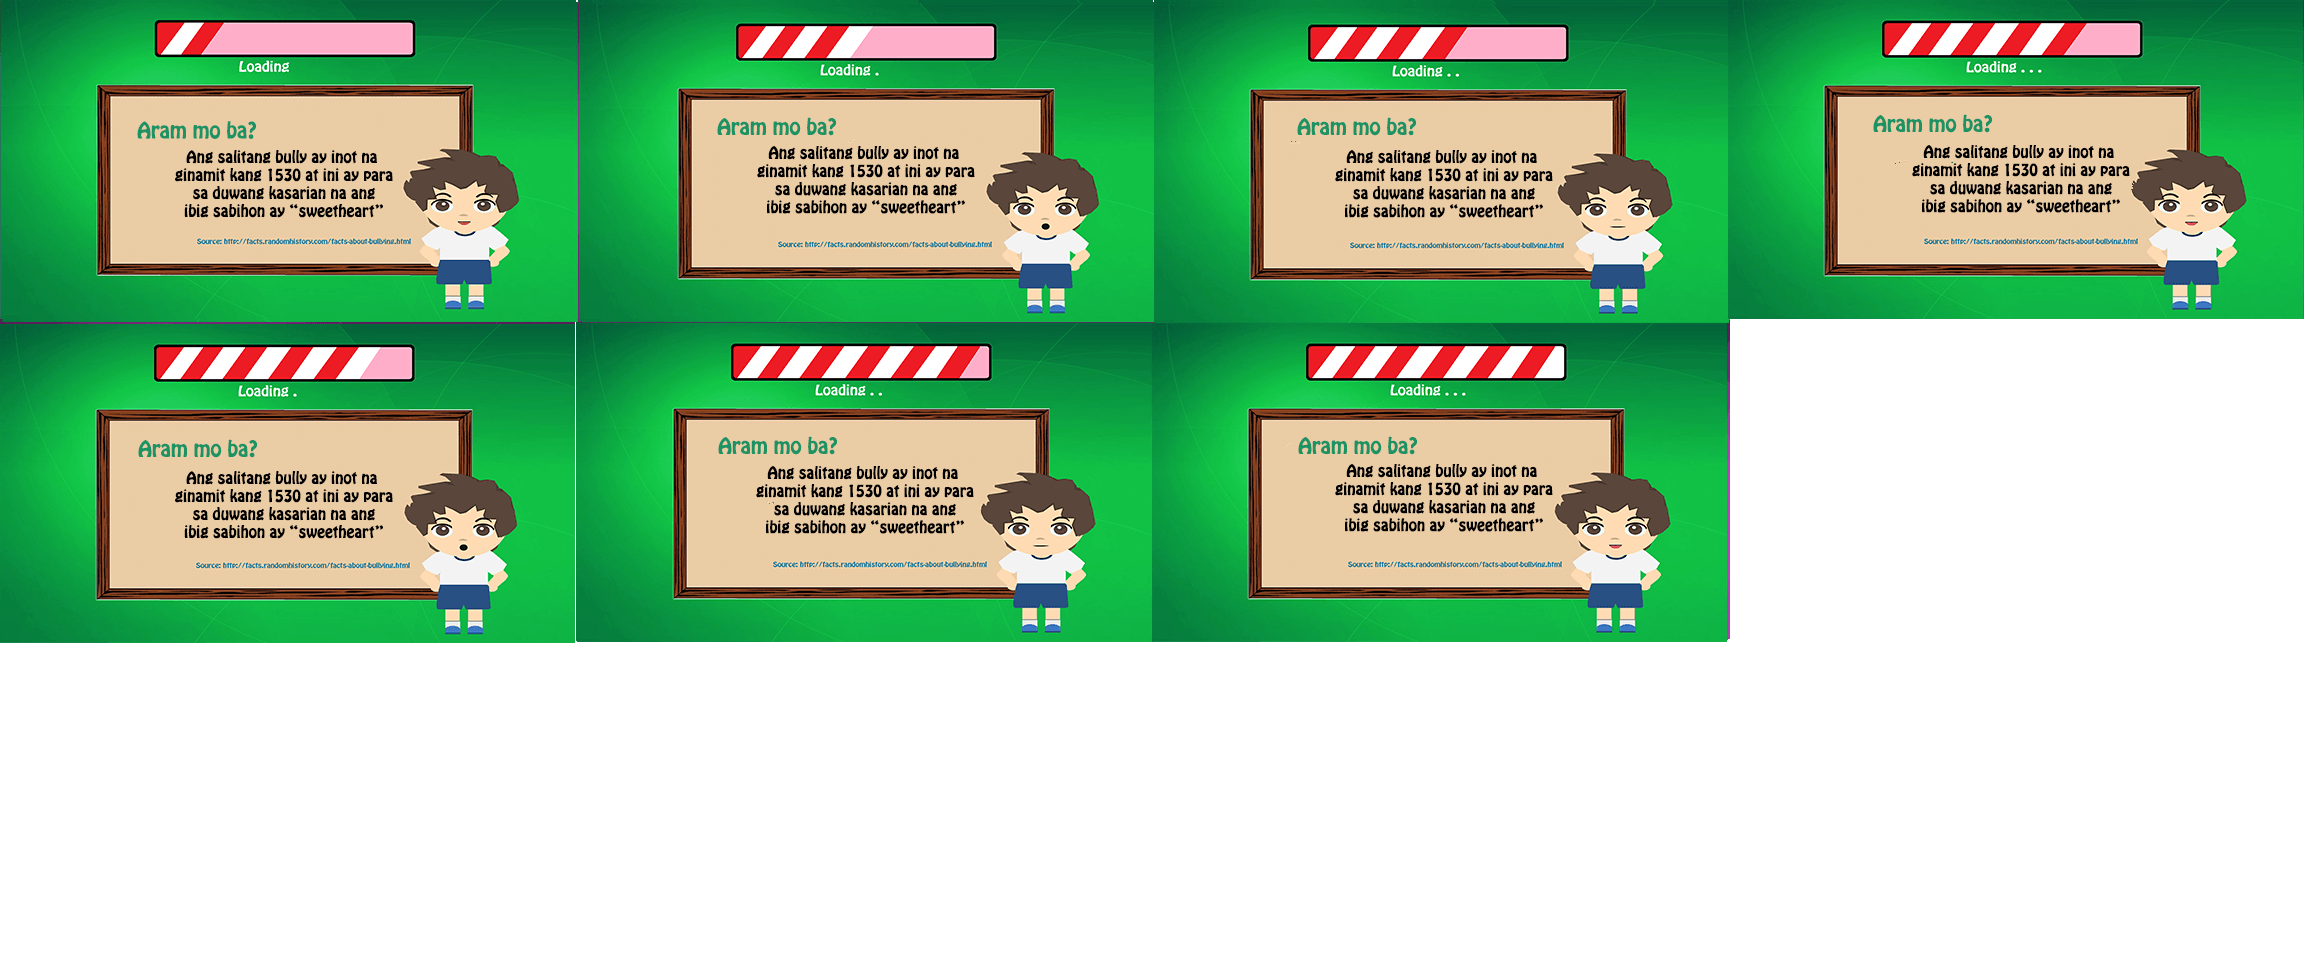 Loading
Aram mo ba?
Ang salitang bully ay inot na
ginamit kang 1530 at ini ay para
sa duwang kasarian na ang
ibig sabihon ay “sweetheart”
Source: http://facts.randomhistory.com/facts-about-bullying.html
Loading .
Aram mo ba?
Ang salitang bully ay inot na
ginamit kang 1530 at ini ay para
sa duwang kasarian na ang
ibig sabihon ay “sweetheart”
Source: http://facts.randomhistory.com/facts-about-bullying.html
Loading . .
Aram mo ba?
Ang salitang bully ay inot na
ginamit kang 1530 at ini ay para
sa duwang kasarian na ang
ibig sabihon ay “sweetheart”
Source: http://facts.randomhistory.com/facts-about-bullying.html
Loading . . .
Aram mo ba?
Ang salitang bully ay inot na
ginamit kang 1530 at ini ay para
sa duwang kasarian na ang
ibig sabihon ay “sweetheart”
Source: http://facts.randomhistory.com/facts-about-bullying.html
Loading .
Aram mo ba?
Ang salitang bully ay inot na
ginamit kang 1530 at ini ay para
sa duwang kasarian na ang
ibig sabihon ay “sweetheart”
Source: http://facts.randomhistory.com/facts-about-bullying.html
Loading . .
Aram mo ba?
Ang salitang bully ay inot na
ginamit kang 1530 at ini ay para
sa duwang kasarian na ang
ibig sabihon ay “sweetheart”
Source: http://facts.randomhistory.com/facts-about-bullying.html
Loading . . .
Aram mo ba?
Ang salitang bully ay inot na
ginamit kang 1530 at ini ay para
sa duwang kasarian na ang
ibig sabihon ay “sweetheart”
Source: http://facts.randomhistory.com/facts-about-bullying.html